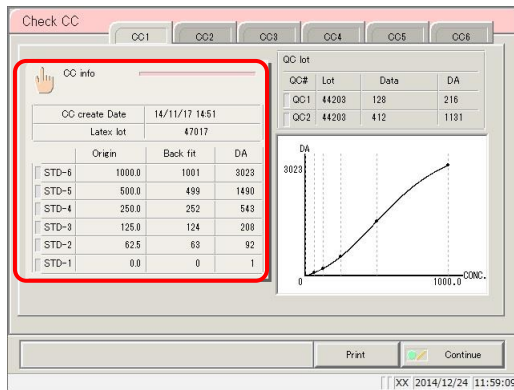 Check CC
CC1 CC2 CC3 CC4 CC5 CC6
CC info
CC create Date 14/11/17 14:51
Latex lot 47017
Origin Back fit DA
STD-6 1000.0 1001 3023
STD-5 500.0 499 1490
STD-4 250.0 252 543
STD-3 125.0 124 208
STD-2 62.5 63 92
STD-1 0.0 0 1
QC lot
QC# Lot Data DA
QC1 44203 128 216
QC2 44203 412 1131
DA
3023
0
1000.0
CONC.
Print Continue
XX 2014/12/24 11:59:09